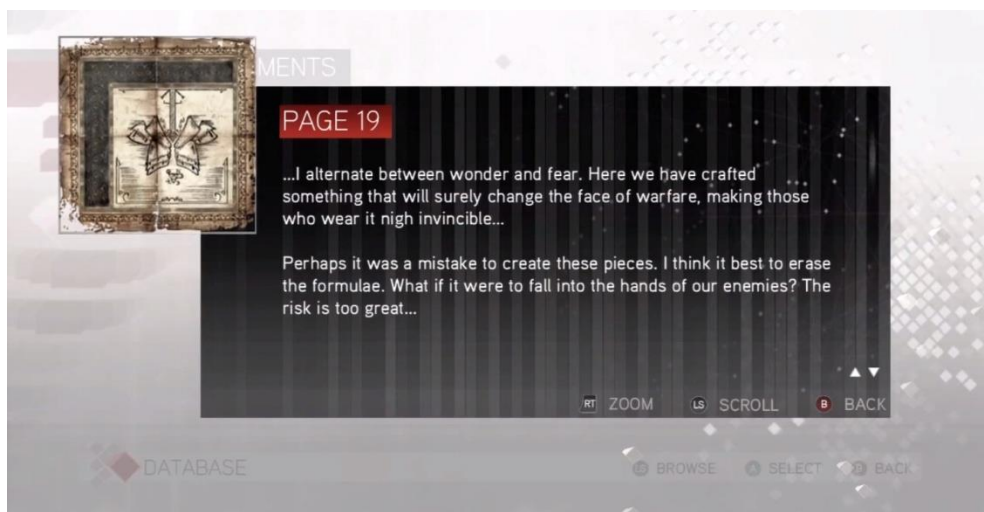 MENTS
PAGE 19
...I alternate between wonder and fear. Here we have crafted
something that will surely change the face of warfare, making those
who wear it nigh invincible...
Perhaps it was a mistake to create these pieces. I think it best to erase
the formulae. What if it were to fall into the hands of our enemies? The
risk is too great...
RT ZOOM LS SCROLL B BACK
DATABASE
LS BROWSE A SELECT B BACK